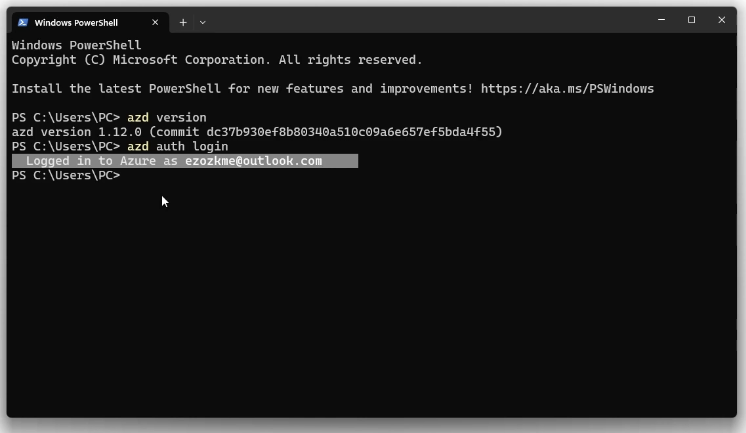 Windows PowerShell
Windows PowerShell
Copyright (C) Microsoft Corporation. All rights reserved.
Install the latest PowerShell for new features and improvements! https://aka.ms/PSWindows
PS C:\Users\PC> azd version
azd version 1.12.0 (commit dc37b930ef8b80340a510c09a6e657ef5bda4f55)
PS C:\Users\PC> azd auth login
Logged in to Azure as ezozkme@outlook.com
PS C:\Users\PC>